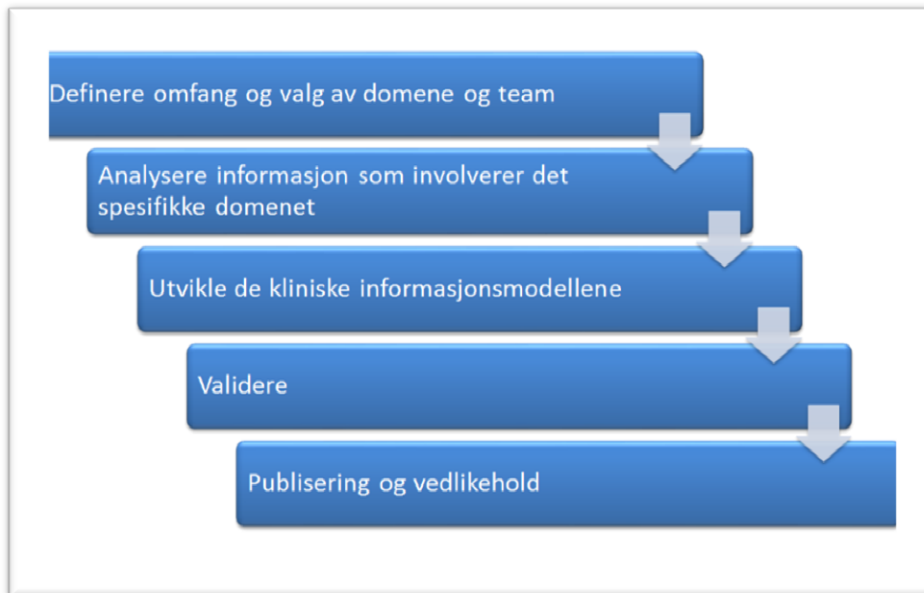 Definere omfang og valg av domene og team
Analysere informasjon som involverer det
spesifikke domenet
Utvikle de kliniske informasjonsmodellene
Validere
Publisering og vedlikehold